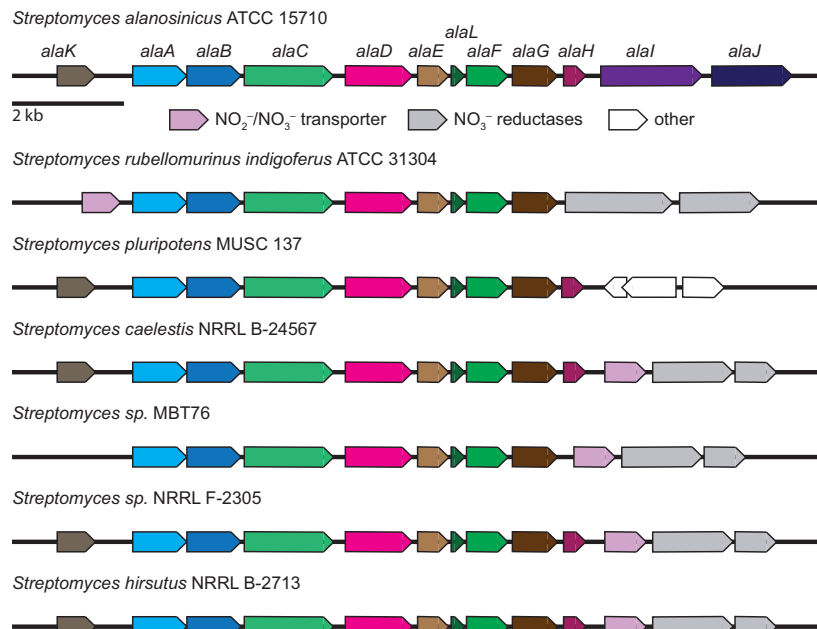 Streptomyces alanosinicus ATCC 15710
alaL
alaK alaA alaB alaC alaD alaE alaF alaG alaH alaI alaJ
2 kb
NO₂⁻/NO₃⁻ transporter NO₃⁻ reductases other
Streptomyces rubellomurinus indigoferus ATCC 31304
Streptomyces pluripotens MUSC 137
Streptomyces caelestis NRRL B-24567
Streptomyces sp. MBT76
Streptomyces sp. NRRL F-2305
Streptomyces hirsutus NRRL B-2713